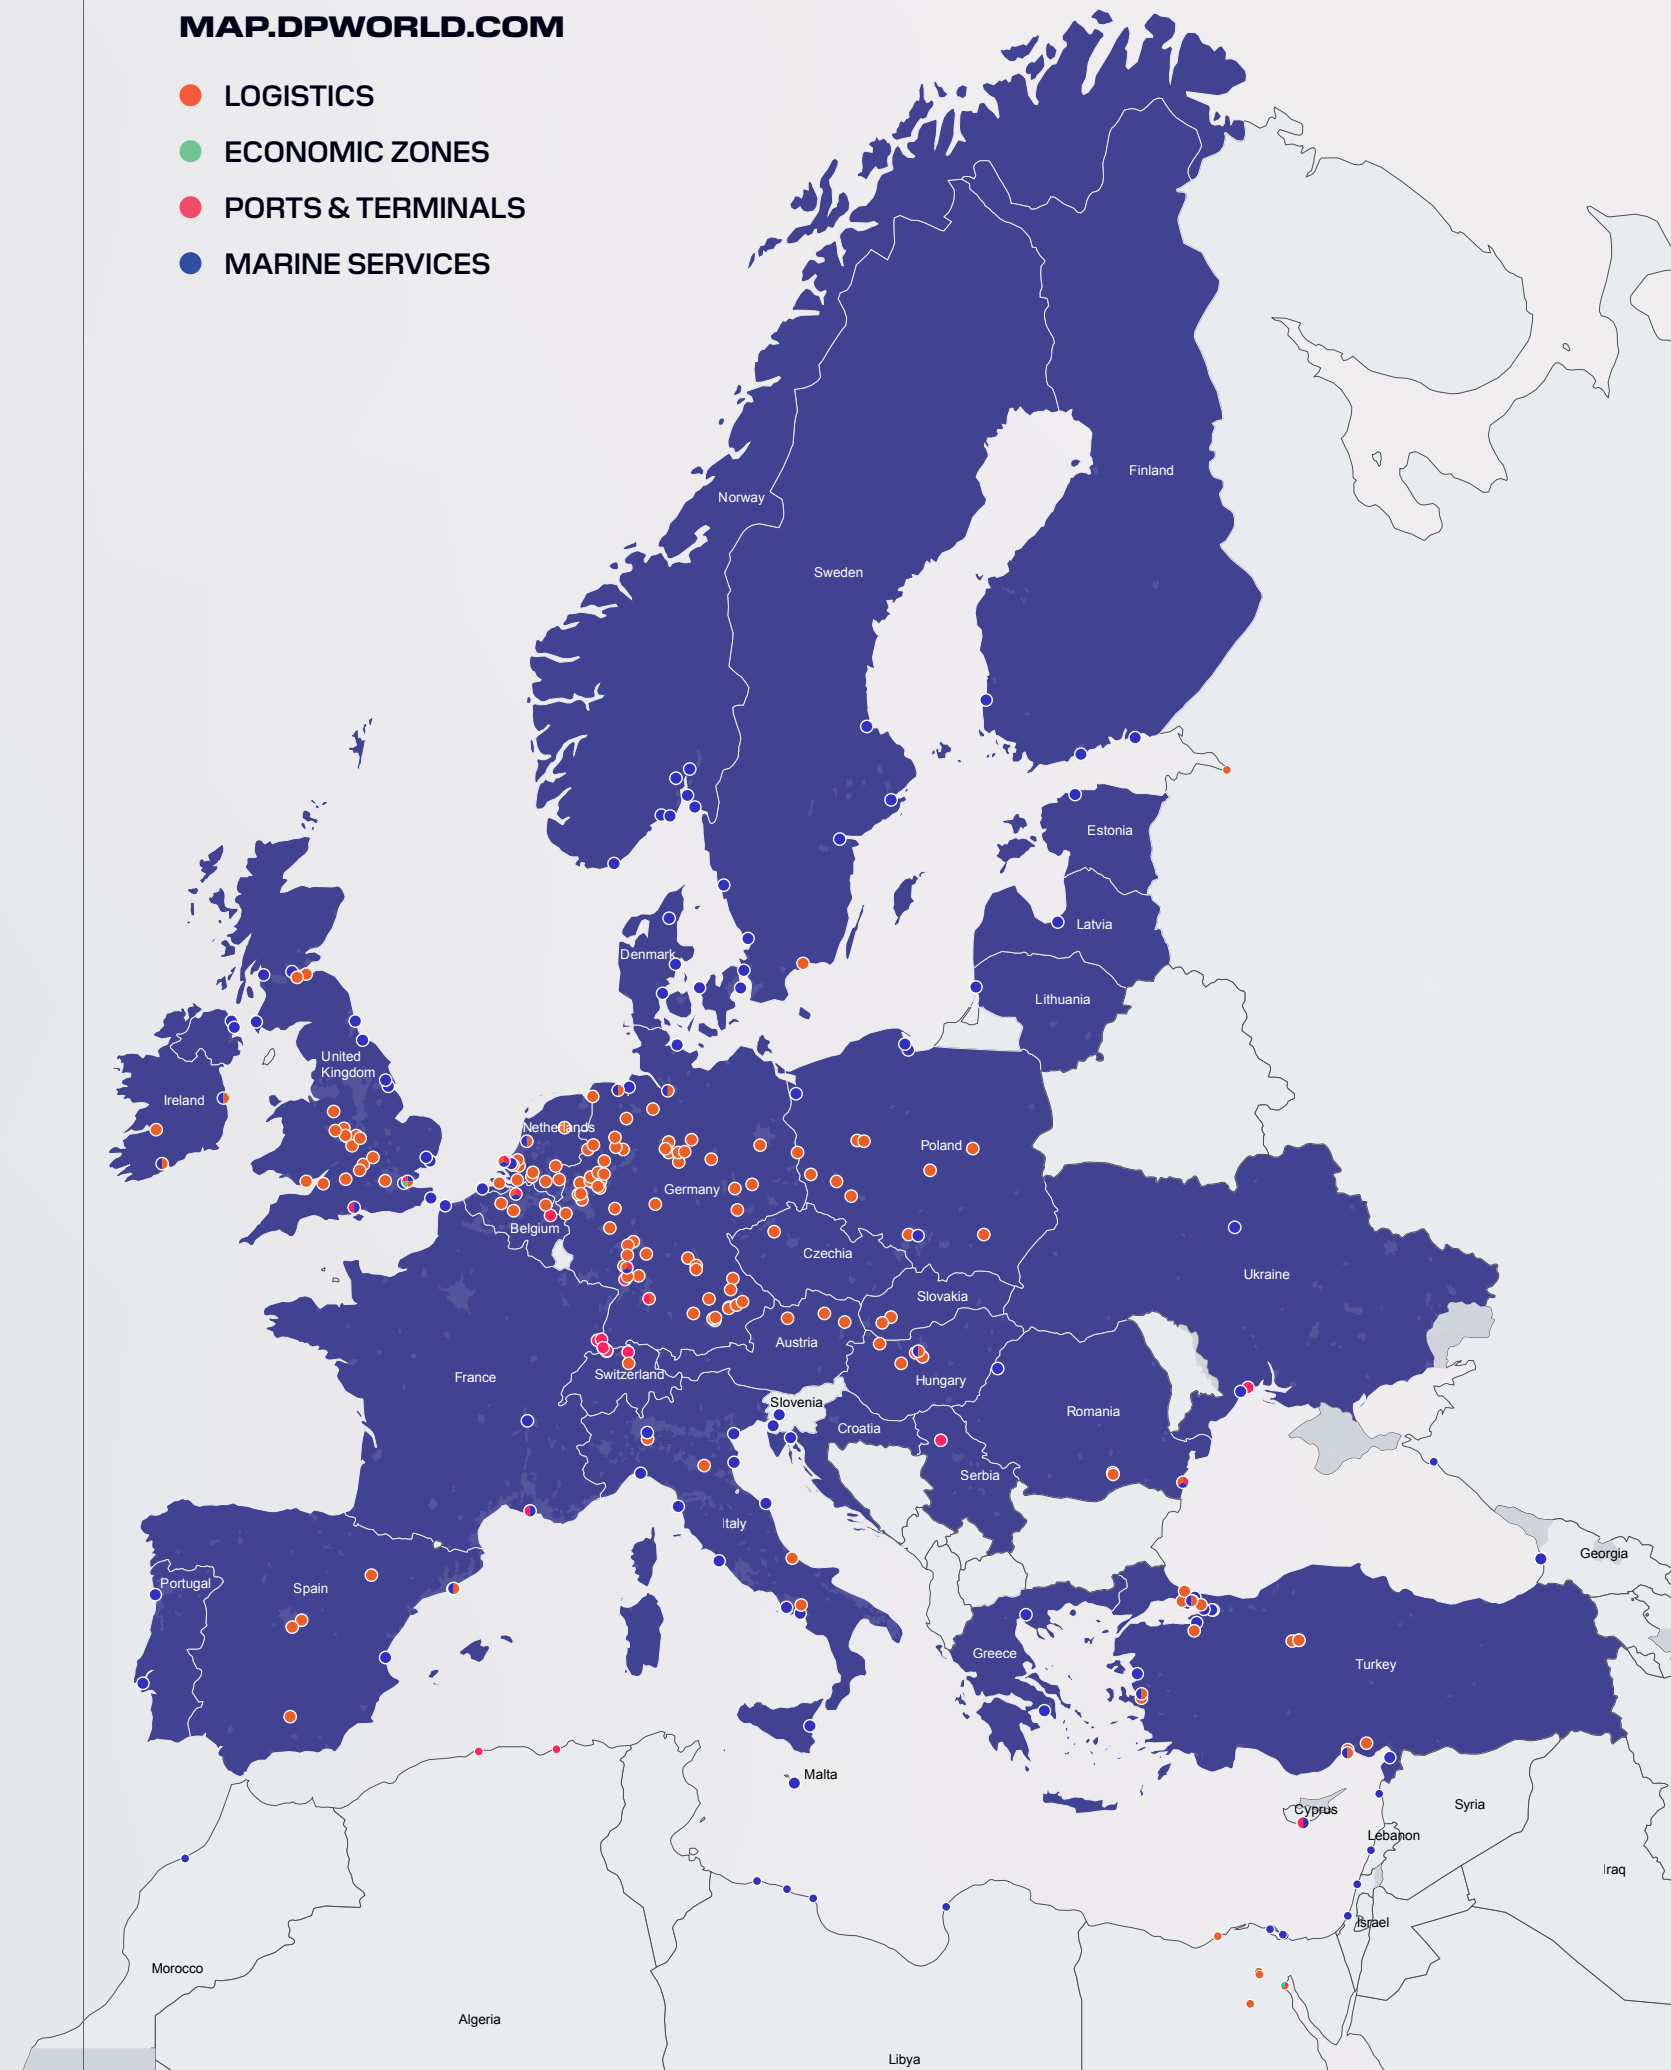 MAP.DPWORLD.COM
LOGISTICS
ECONOMIC ZONES
PORTS & TERMINALS
MARINE SERVICES
Finland
Norway
Sweden
Estonia
Latvia
Denmark
Lithuania
United
Kingdom
Ireland
Netherlands
Poland
Germany
Belgium
Czechia
Ukraine
Slovakia
Austria
Switzerland
France
Hungary
Slovenia
Romania
Croatia
Serbia
Italy
Georgia
Portugal
Spain
Greece
Turkey
Malta
Syria
Cyprus
Lebanon
Iraq
Israel
Morocco
Algeria
Libya